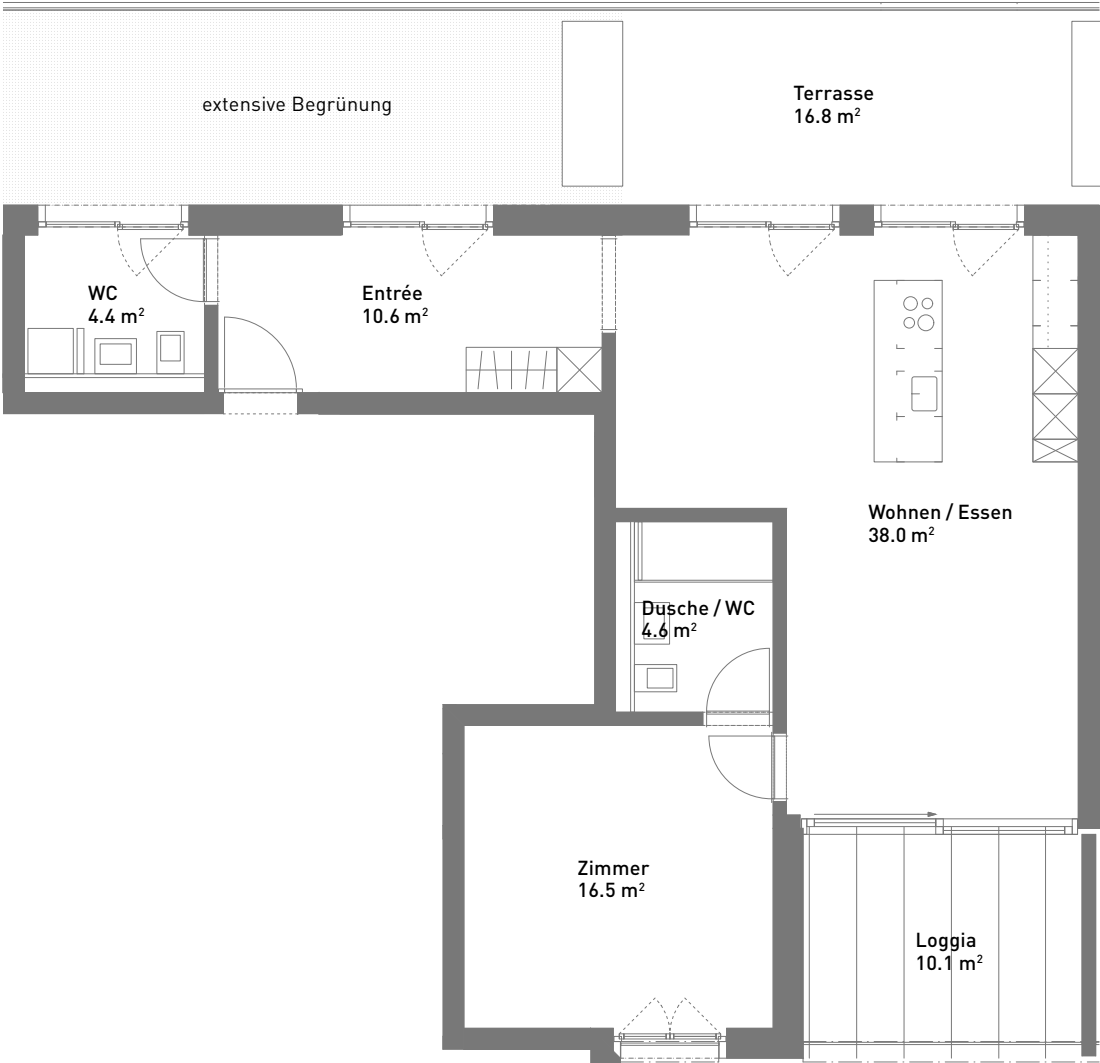 extensive Begrünung
Terrasse
16.8 m²
WC
4.4 m²
Entrée
10.6 m²
Wohnen / Essen
38.0 m²
Dusche / WC
4.6 m²
Zimmer
16.5 m²
Loggia
10.1 m²